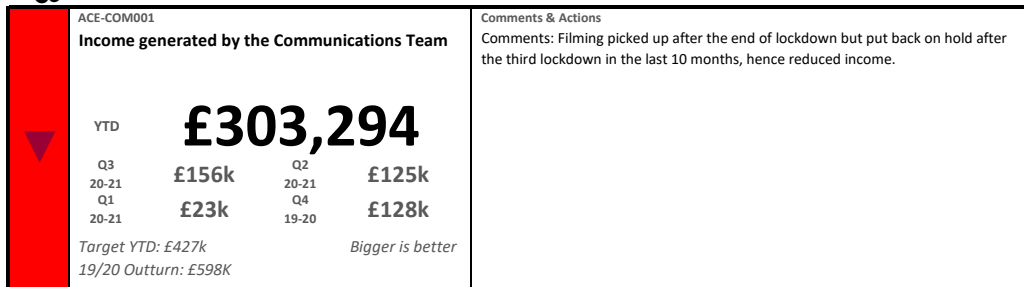 ACE-COM001
Income generated by the Communications Team
YTD £303,294
Q3 20-21 £156k Q2 20-21 £125k
Q1 20-21 £23k Q4 19-20 £128k
Target YTD: £427k Bigger is better
19/20 Outturn: £598K
Comments & Actions
Comments: Filming picked up after the end of lockdown but put back on hold after
the third lockdown in the last 10 months, hence reduced income.